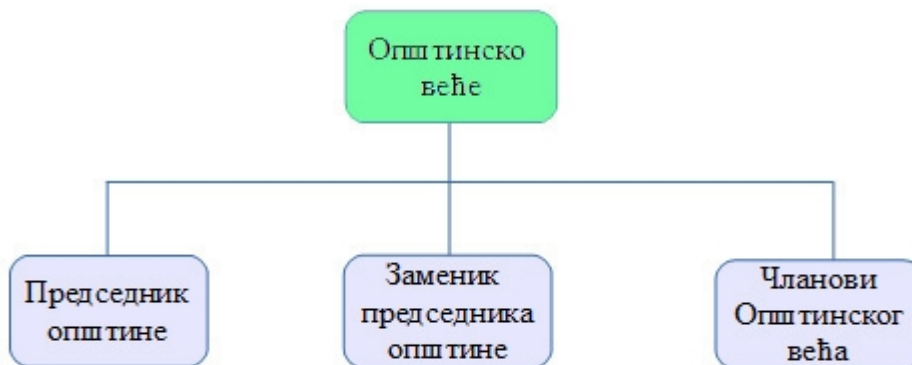 Општинско
веће
Председник
општине
Заменик
председника
општине
Чланови
Општинског
већа